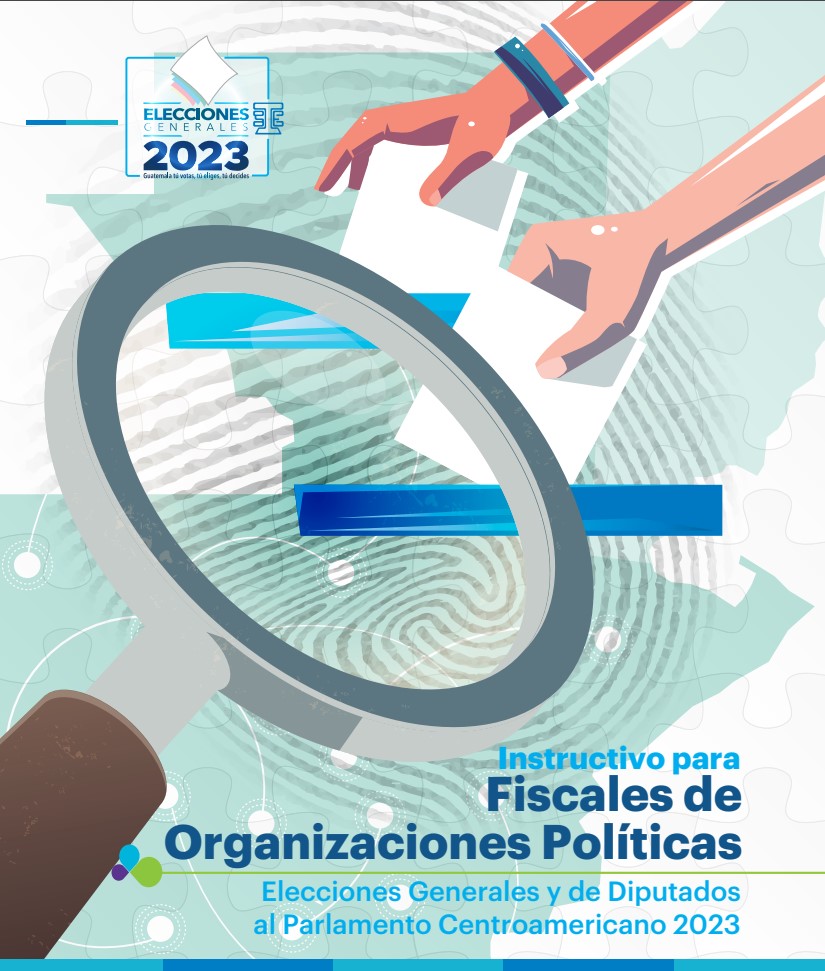 ELECCIONES
GENERALES
2023
Guatemala tú votas, tú eliges, tú decides
Instructivo para
Fiscales de
Organizaciones Políticas
Elecciones Generales y de Diputados
al Parlamento Centroamericano 2023